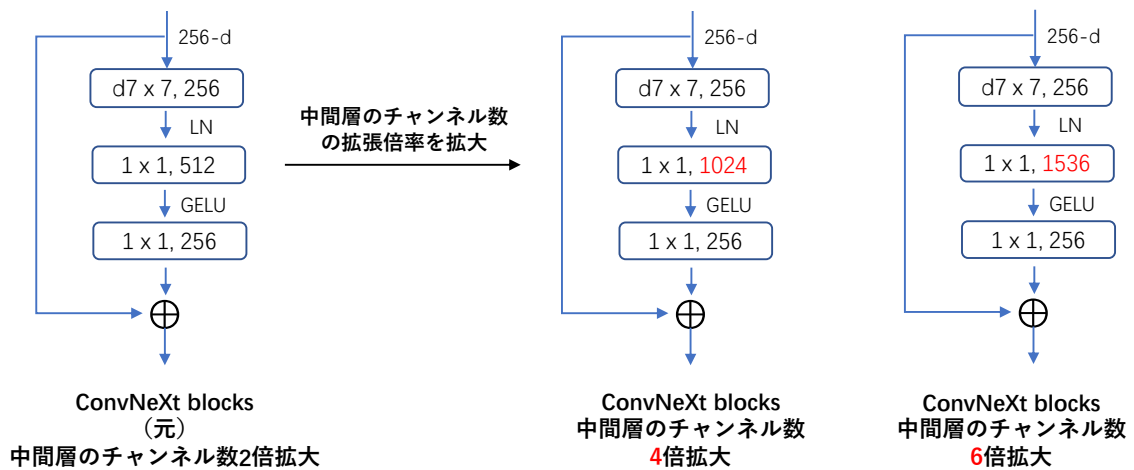 256-d
d7 x 7, 256
LN
1 x 1, 512
GELU
1 x 1, 256
ConvNeXt blocks
（元）
中間層のチャンネル数2倍拡大
中間層のチャンネル数
の拡張倍率を拡大
256-d
d7 x 7, 256
LN
1 x 1, 1024
GELU
1 x 1, 256
ConvNeXt blocks
中間層のチャンネル数
4倍拡大
256-d
d7 x 7, 256
LN
1 x 1, 1536
GELU
1 x 1, 256
ConvNeXt blocks
中間層のチャンネル数
6倍拡大